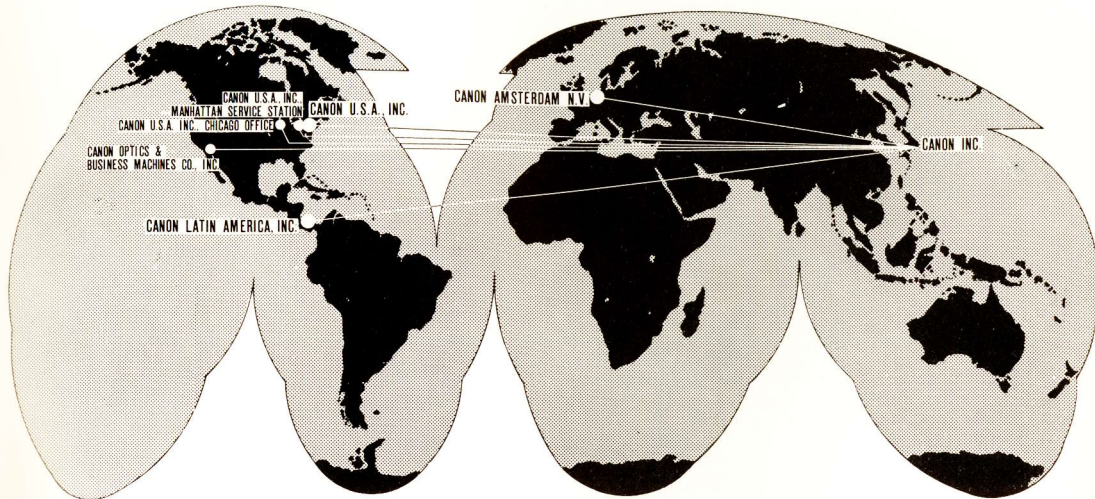 CANON U.S.A., INC.,
MANHATTAN SERVICE STATION
CANON U.S.A., INC.
CANON U.S.A. INC., CHICAGO OFFICE
CANON OPTICS &
BUSINESS MACHINES CO., INC.
CANON LATIN AMERICA, INC.
CANON AMSTERDAM N.V.
CANON INC.